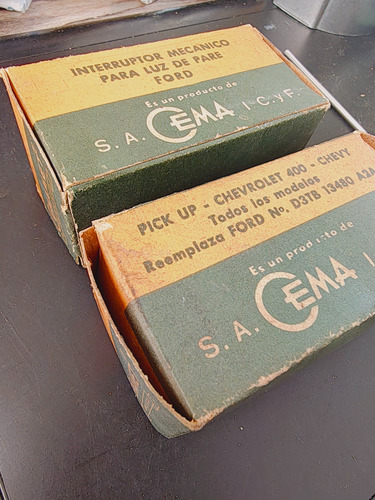 INTERRUPTOR MECANICO
PARA LUZ DE PARE
FORD
Es un producto de
S. A. CEMA I. C. y F.
PICK UP - CHEVROLET 400 - CHEVY
Todos los modelos
Reemplaza FORD No. D3TB 13480 A2A
Es un producto de
S. A. CEMA I.